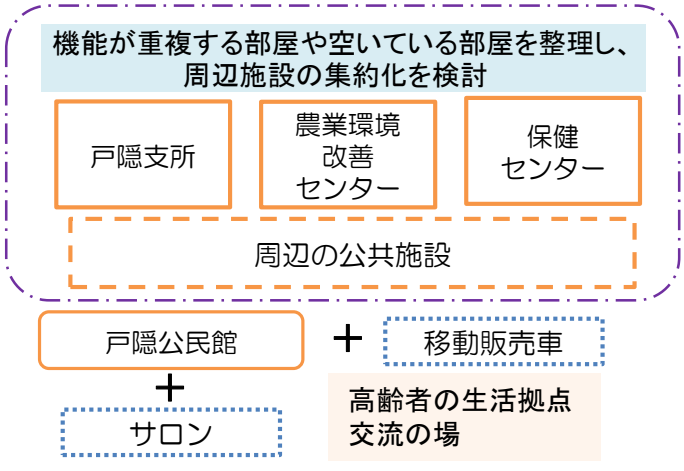 機能が重複する部屋や空いている部屋を整理し、
周辺施設の集約化を検討
戸隠支所
農業環境
改善
センター
保健
センター
周辺の公共施設
戸隠公民館
+
移動販売車
+
サロン
高齢者の生活拠点
交流の場